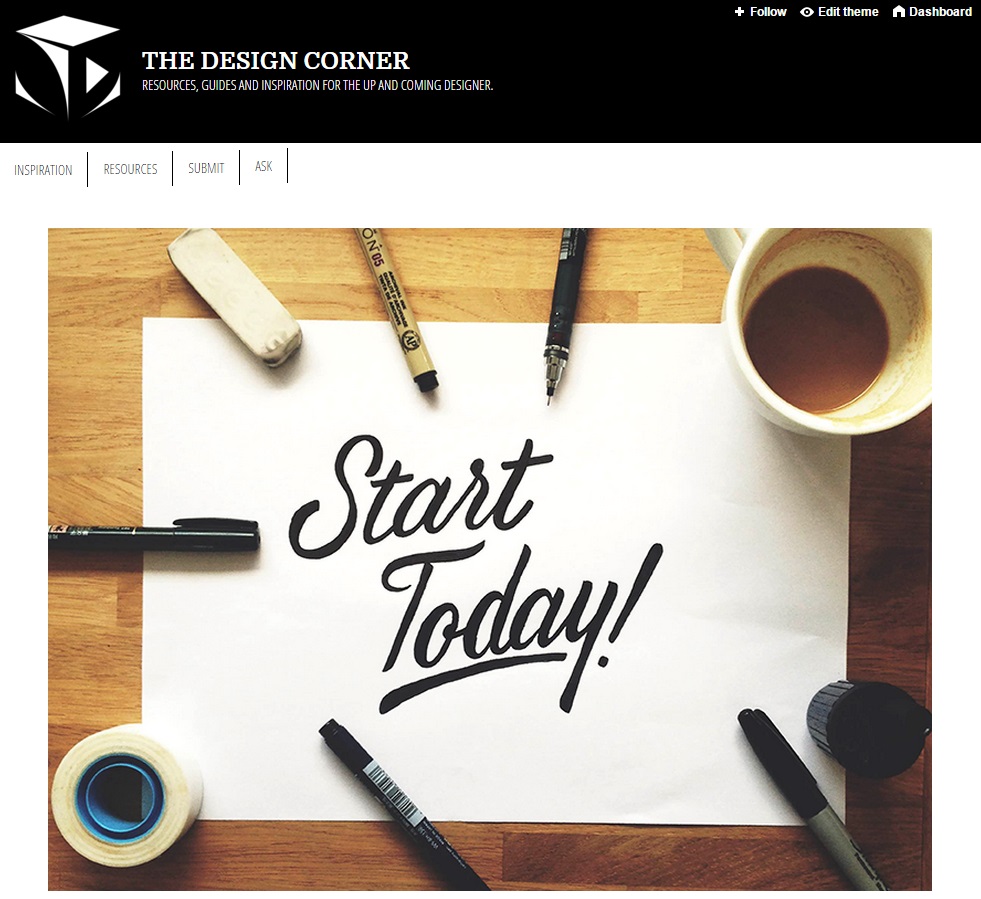 Follow
Edit theme
Dashboard
THE DESIGN CORNER
RESOURCES, GUIDES AND INSPIRATION FOR THE UP AND COMING DESIGNER.
INSPIRATION
RESOURCES
SUBMIT
ASK
05
Start
Today!